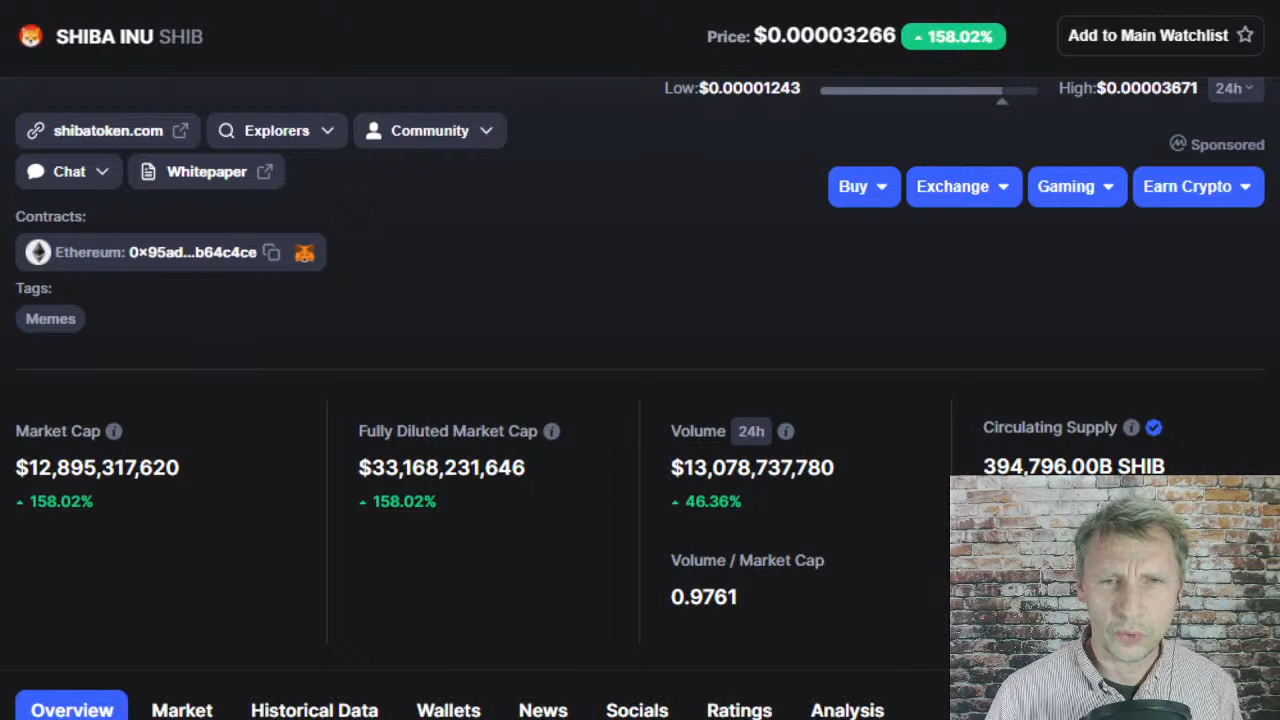 SHIBA INU SHIB
Price: $0.00003266 158.02%
Add to Main Watchlist
Low:$0.00001243
High:$0.00003671 24h
shibatoken.com Explorers Community
Sponsored
Chat Whitepaper
Buy Exchange Gaming Earn Crypto
Contracts:
Ethereum: 0x95ad...b64c4ce
Tags:
Memes
Market Cap
$12,895,317,620
158.02%
Fully Diluted Market Cap
$33,168,231,646
158.02%
Volume 24h
$13,078,737,780
46.36%
Volume / Market Cap
0.9761
Circulating Supply
394,796.00B SHIB
Overview Market Historical Data Wallets News Socials Ratings Analysis